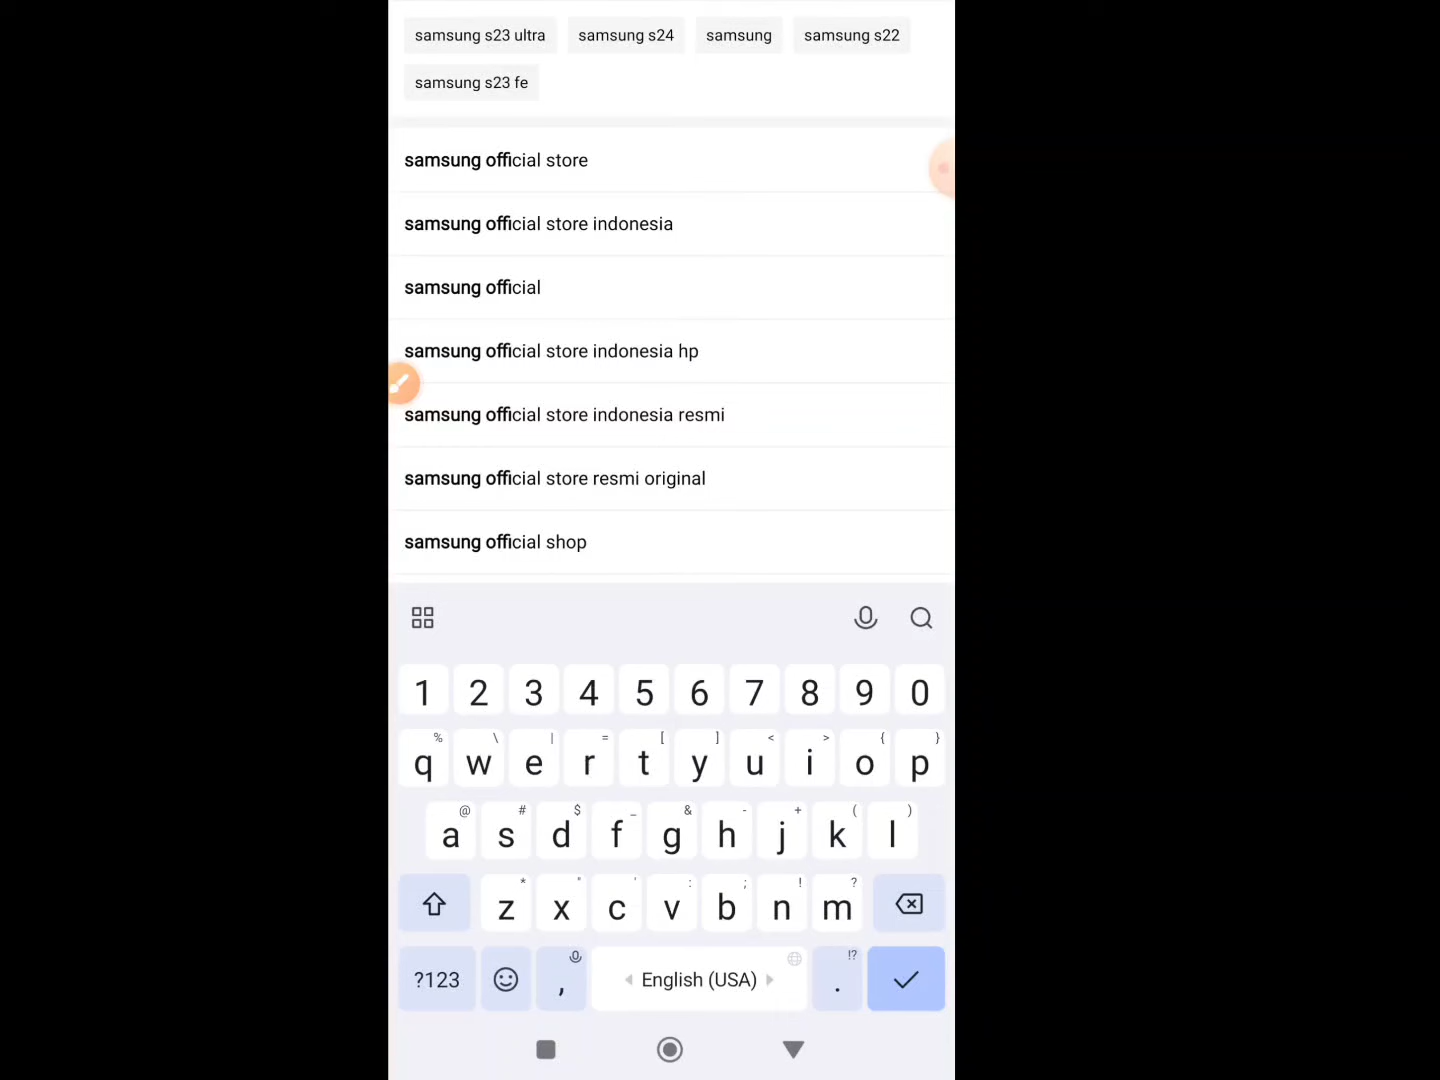 samsung s23 ultra samsung s24 samsung samsung s22
samsung s23 fe
samsung official store
samsung official store indonesia
samsung official
samsung official store indonesia hp
samsung official store indonesia resmi
samsung official store resmi original
samsung official shop
1 2 3 4 5 6 7 8 9 0
% \ | = [ ] < > { }
q w e r t y u i o p
@ # $ _ & - + ( )
a s d f g h j k l
* " ' : ; ! ?
z x c v b n m
!?
?123 , English (USA) .